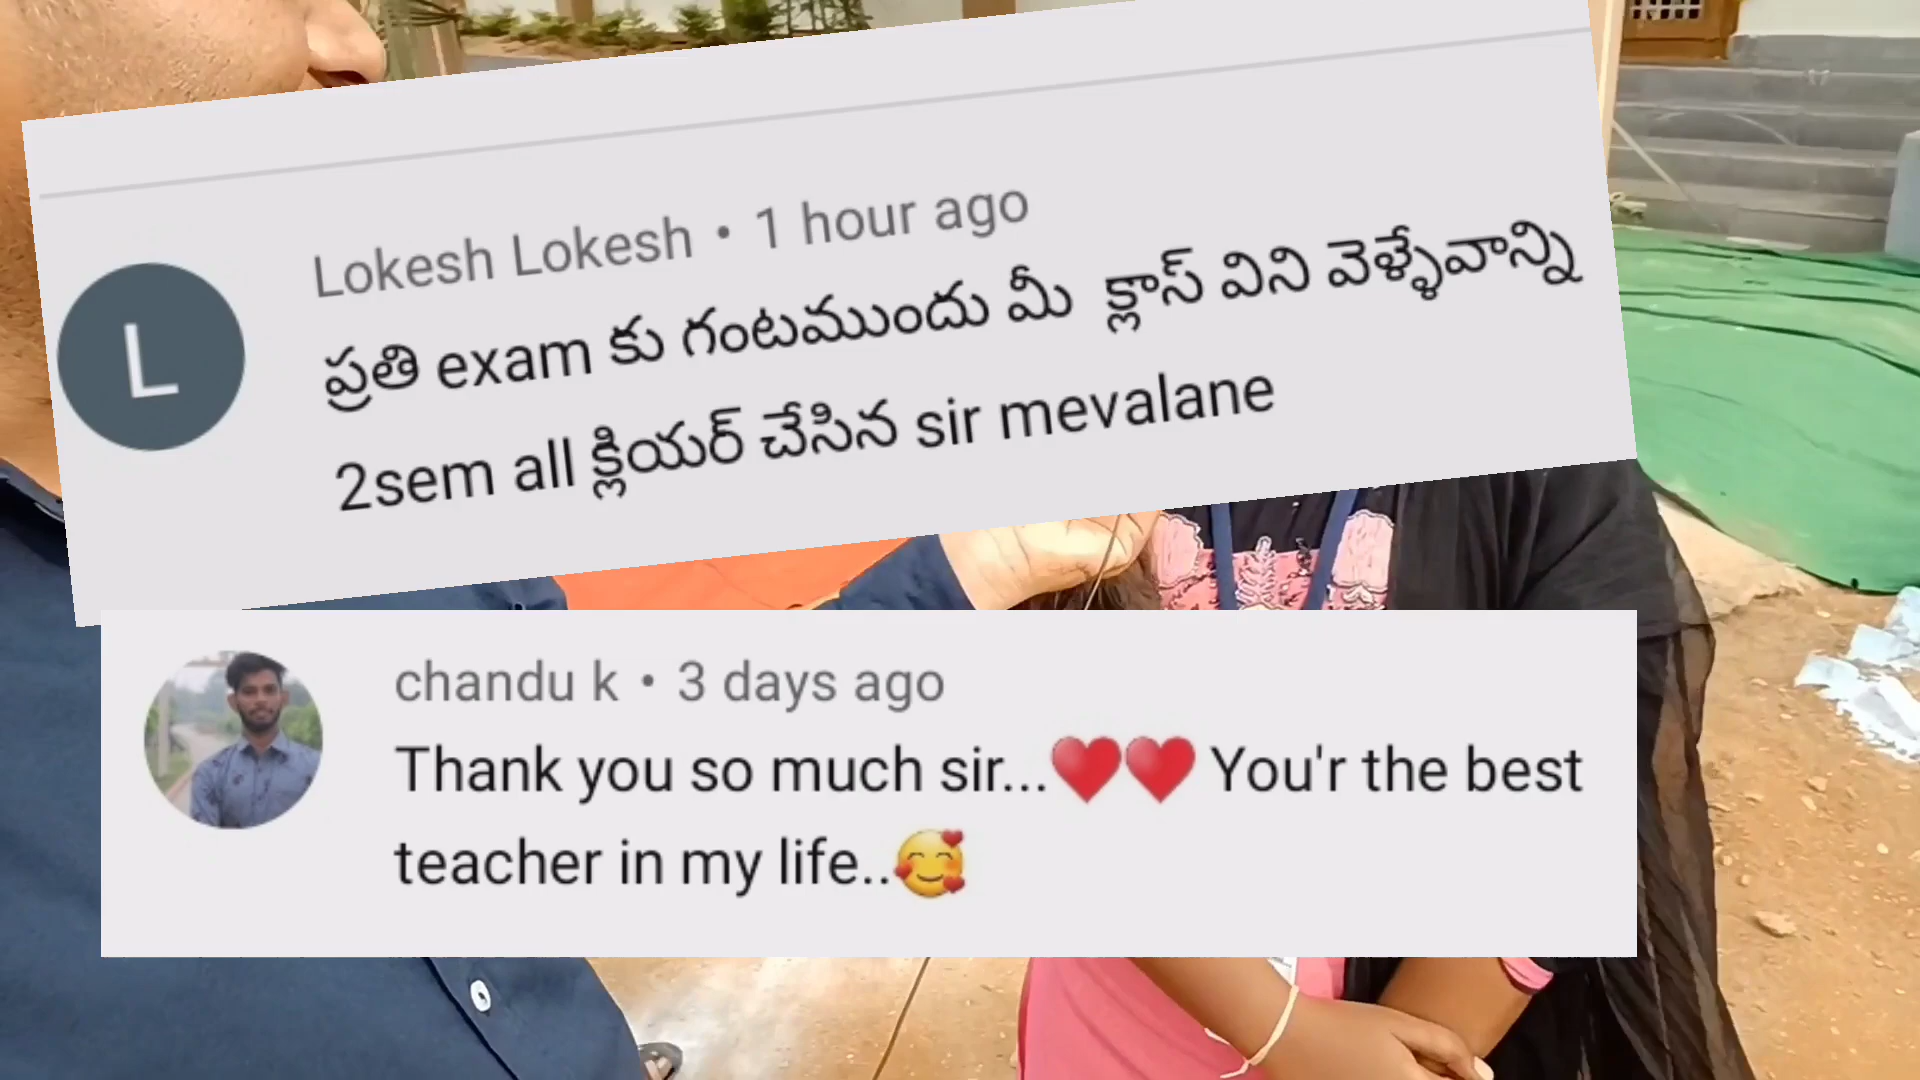 Lokesh Lokesh • 1 hour ago
ప్రతి exam కు గంటముందు మీ క్లాస్ విని వెళ్ళేవాన్ని
2sem all క్లియర్ చేసిన sir mevalane
L
chandu k • 3 days ago
Thank you so much sir...♥️♥️ You'r the best
teacher in my life..🥰